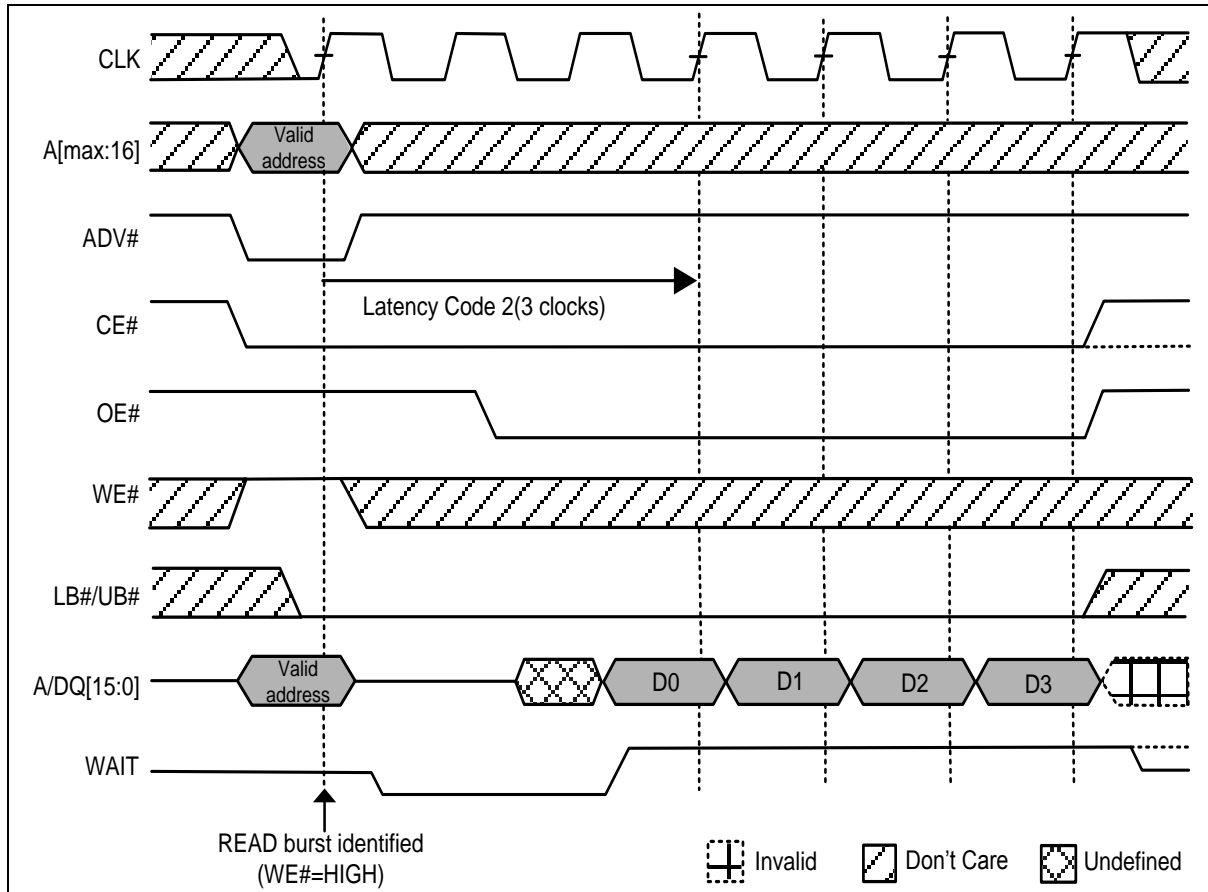 CLK
A[max:16]
Valid
address
ADV#
Latency Code 2(3 clocks)
CE#
OE#
WE#
LB#/UB#
A/DQ[15:0]
Valid
address
D0 D1 D2 D3
WAIT
READ burst identified
(WE#=HIGH)
Invalid Don't Care Undefined